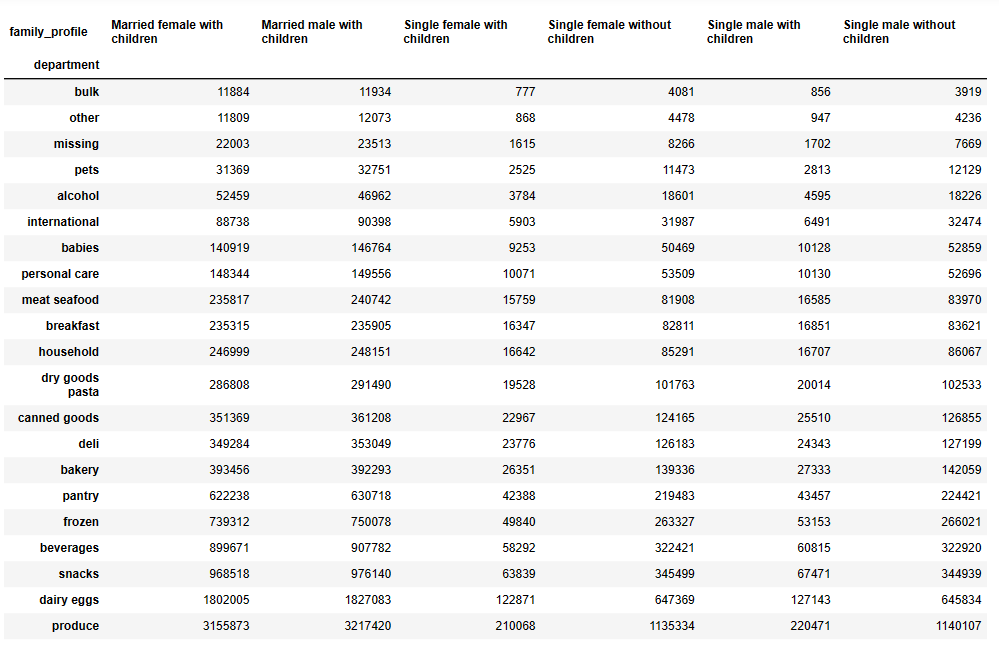 family_profile Married female with children Married male with children Single female with children Single female without children Single male with children Single male without children
department
bulk 11884 11934 777 4081 856 3919
other 11809 12073 868 4478 947 4236
missing 22003 23513 1615 8266 1702 7669
pets 31369 32751 2525 11473 2813 12129
alcohol 52459 46962 3784 18601 4595 18226
international 88738 90398 5903 31987 6491 32474
babies 140919 146764 9253 50469 10128 52859
personal care 148344 149556 10071 53509 10130 52696
meat seafood 235817 240742 15759 81908 16585 83970
breakfast 235315 235905 16347 82811 16851 83621
household 246999 248151 16642 85291 16707 86067
dry goods pasta 286808 291490 19528 101763 20014 102533
canned goods 351369 361208 22967 124165 25510 126855
deli 349284 353049 23776 126183 24343 127199
bakery 393456 392293 26351 139336 27333 142059
pantry 622238 630718 42388 219483 43457 224421
frozen 739312 750078 49840 263327 53153 266021
beverages 899671 907782 58292 322421 60815 322920
snacks 968518 976140 63839 345499 67471 344939
dairy eggs 1802005 1827083 122871 647369 127143 645834
produce 3155873 3217420 210068 1135334 220471 1140107